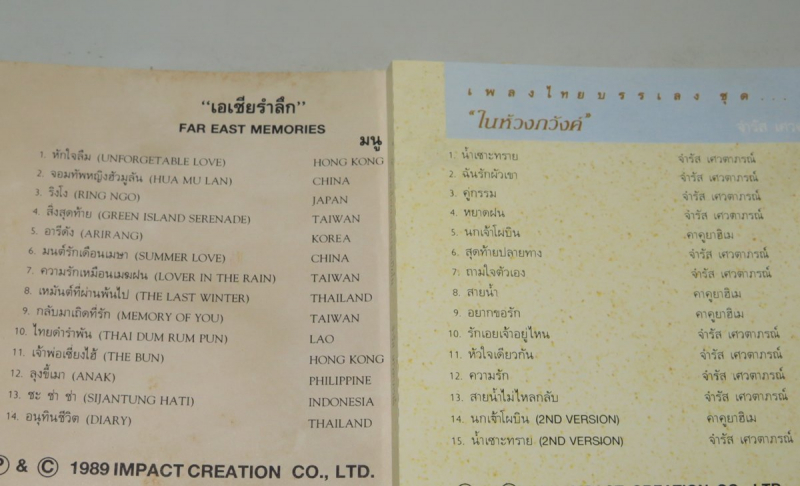 "เอเชียรำลึก"
FAR EAST MEMORIES
มนู
1. หักใจลืม (UNFORGETABLE LOVE) HONG KONG
2. จอมทัพหญิงฮัวมู่ลัน (HUA MU LAN) CHINA
3. ริงโง (RING NGO) JAPAN
4. สิ่งสุดท้าย (GREEN ISLAND SERENADE) TAIWAN
5. อารีดัง (ARIRANG) KOREA
6. มนต์รักเดือนเมษา (SUMMER LOVE) CHINA
7. ความรักเหมือนเมฆฝน (LOVER IN THE RAIN) TAIWAN
8. เหมันต์ที่ผ่านพ้นไป (THE LAST WINTER) THAILAND
9. กลับมาเถิดที่รัก (MEMORY OF YOU) TAIWAN
10. ไทยดำรำพัน (THAI DUM RUM PUN) LAO
11. เจ้าพ่อเซี่ยงไฮ้ (THE BUN) HONG KONG
12. ลุงขี้เมา (ANAK) PHILIPPINE
13. ชะ ช่า ช่า (SIJANTUNG HATI) INDONESIA
14. อนุทินชีวิต (DIARY) THAILAND
Ⓟ & © 1989 IMPACT CREATION CO., LTD.
เพลงไทยบรรเลง ชุด...
"ในห้วงภวังค์"
จำรัส เศว
1. น้ำเซาะทราย จำรัส เศวตาภรณ์
2. ฉันรักผัวเขา จำรัส เศวตาภรณ์
3. คู่กรรม จำรัส เศวตาภรณ์
4. หยาดฝน จำรัส เศวตาภรณ์
5. นกเจ้าโผบิน คาคูยาฮิเม
6. สุดท้ายปลายทาง จำรัส เศวตาภรณ์
7. ถามใจตัวเอง จำรัส เศวตาภรณ์
8. สายน้ำ คาคูยาฮิเม
9. อยากขอรัก คาคูยาฮิเม
10. รักเอยเจ้าอยู่ไหน จำรัส เศวตาภรณ์
11. หัวใจเดียวกัน จำรัส เศวตาภรณ์
12. ความรัก จำรัส เศวตาภรณ์
13. สายน้ำไม่ไหลกลับ จำรัส เศวตาภรณ์
14. นกเจ้าโผบิน (2ND VERSION) คาคูยาฮิเม
15. น้ำเซาะทราย (2ND VERSION) จำรัส เศวตาภรณ์